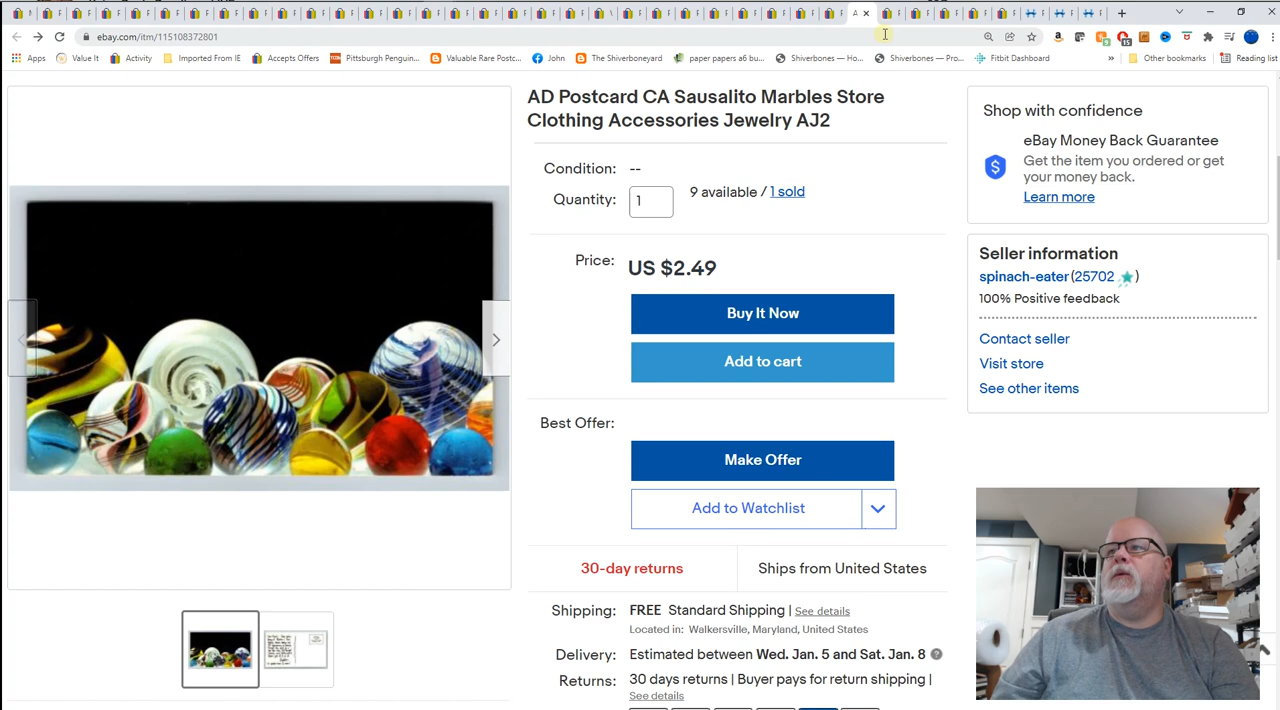 ebay.com/itm/115108372801
Apps Value It Activity Imported From IE Accepts Offers Pittsburgh Penguin... Valuable Rare Postc... John The Shiverboneyard paper papers a6 bu... Shiverbones — Ho... Shiverbones — Pro... Fitbit Dashboard » Other bookmarks Reading list
AD Postcard CA Sausalito Marbles Store
Clothing Accessories Jewelry AJ2
Condition: --
Quantity: 1 9 available / 1 sold
Price: US $2.49
Buy It Now
Add to cart
Best Offer:
Make Offer
Add to Watchlist
30-day returns Ships from United States
Shipping: FREE Standard Shipping | See details
Located in: Walkersville, Maryland, United States
Delivery: Estimated between Wed. Jan. 5 and Sat. Jan. 8
Returns: 30 days returns | Buyer pays for return shipping |
See details
Shop with confidence
eBay Money Back Guarantee
Get the item you ordered or get
your money back.
Learn more
Seller information
spinach-eater (25702 )
100% Positive feedback
Contact seller
Visit store
See other items